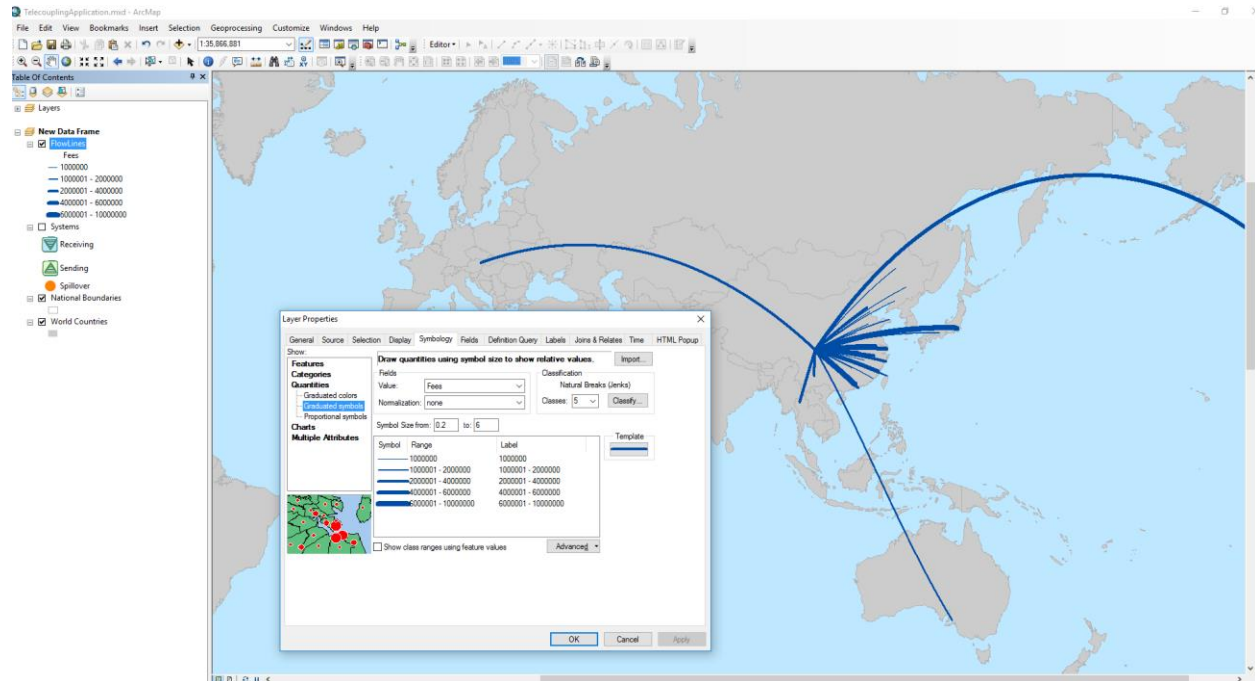 TelecouplingApplication.mxd - ArcMap
File Edit View Bookmarks Insert Selection Geoprocessing Customize Windows Help
1:35,866,881
Editor
Table Of Contents
Layers
New Data Frame
FlowLines
Fees
1000000
1000001 - 2000000
2000001 - 4000000
4000001 - 6000000
6000001 - 10000000
Systems
Receiving
Sending
Spillover
National Boundaries
World Countries
Layer Properties
General Source Selection Display Symbology Fields Definition Query Labels Joins & Relates Time HTML Popup
Show:
Features
Categories
Quantities
Graduated colors
Graduated symbols
Proportional symbols
Charts
Multiple Attributes
Draw quantities using symbol size to show relative values.
Import...
Fields
Value: Fees
Normalization: none
Classification
Natural Breaks (Jenks)
Classes: 5 Classify...
Symbol Size from: 0.2 to: 6
Template
Symbol Range Label
1000000 1000000
1000001 - 2000000 1000001 - 2000000
2000001 - 4000000 2000001 - 4000000
4000001 - 6000000 4000001 - 6000000
6000001 - 10000000 6000001 - 10000000
Show class ranges using feature values
Advanced
OK Cancel Apply